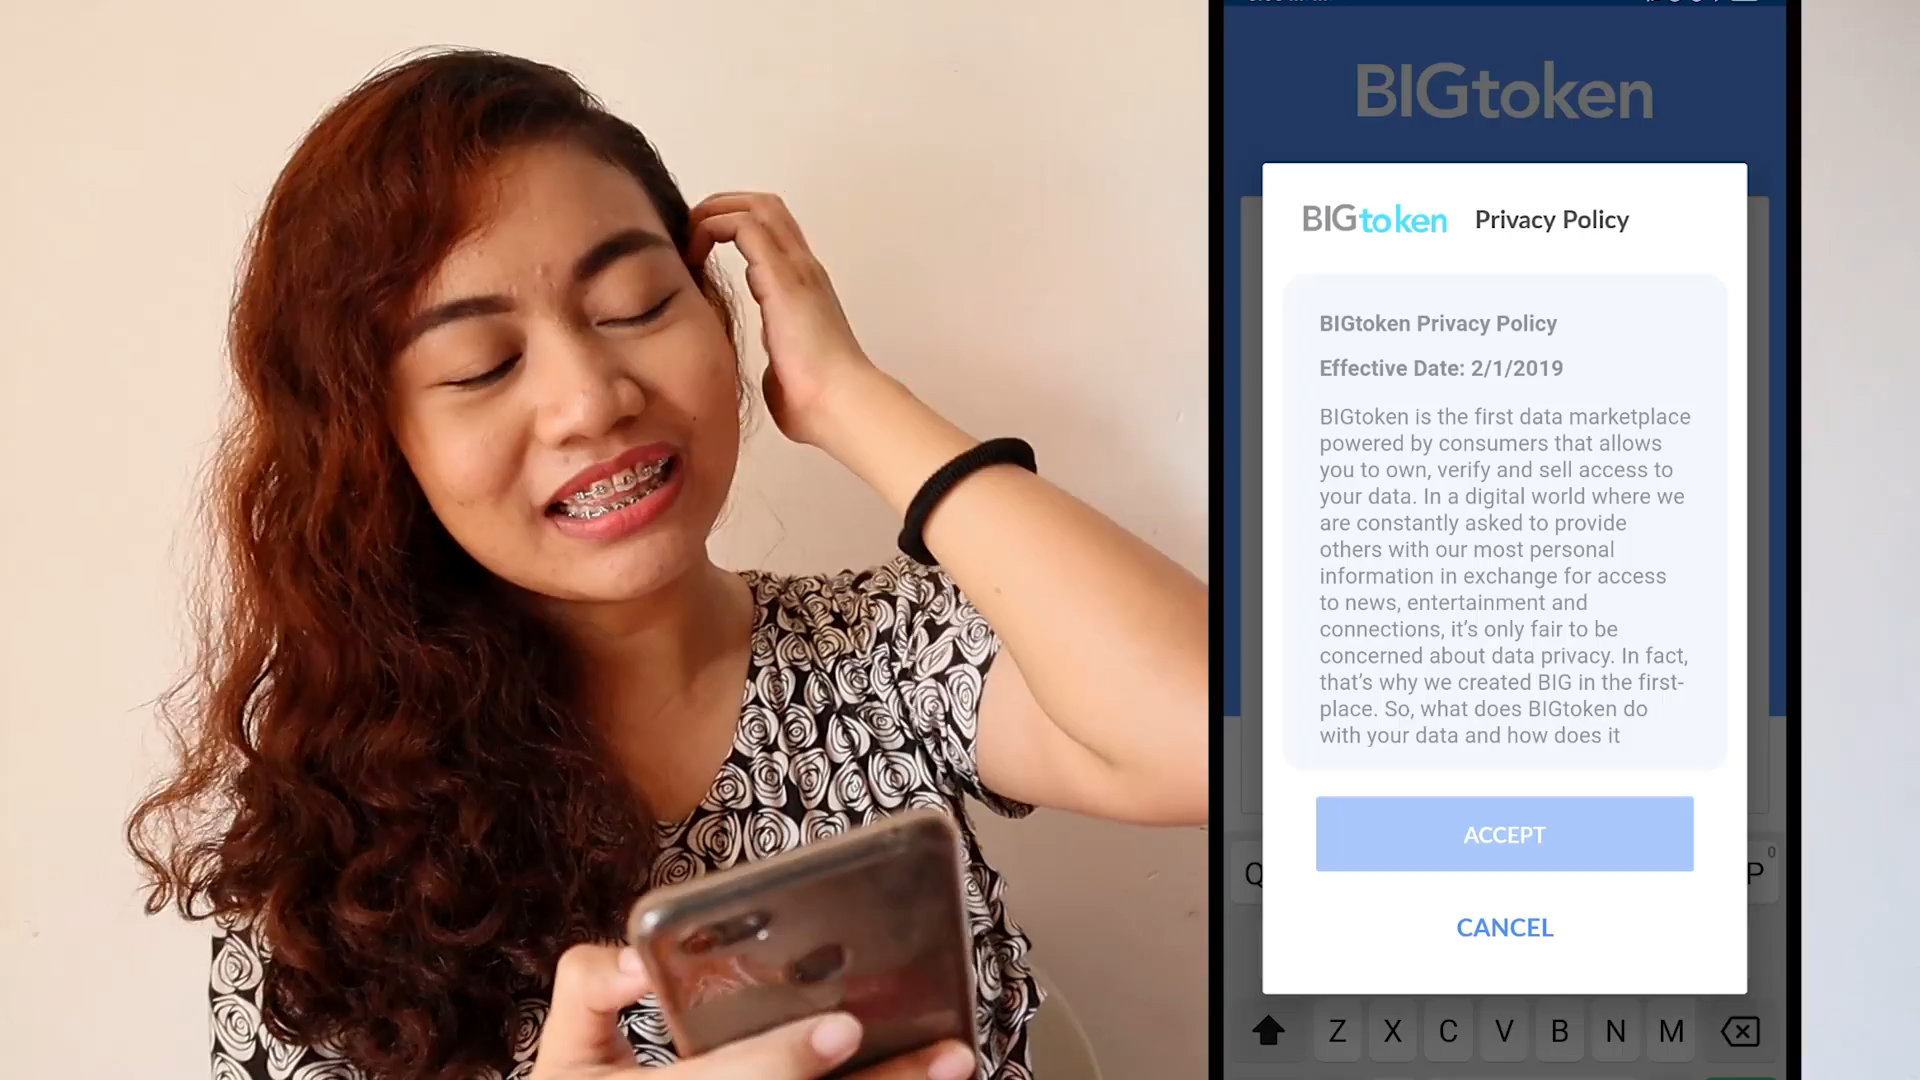 BIGtoken
BIGtoken Privacy Policy
BIGtoken Privacy Policy
Effective Date: 2/1/2019
BIGtoken is the first data marketplace
powered by consumers that allows
you to own, verify and sell access to
your data. In a digital world where we
are constantly asked to provide
others with our most personal
information in exchange for access
to news, entertainment and
connections, it’s only fair to be
concerned about data privacy. In fact,
that’s why we created BIG in the first-
place. So, what does BIGtoken do
with your data and how does it
ACCEPT
0
Q P
CANCEL
Z X C V B N M